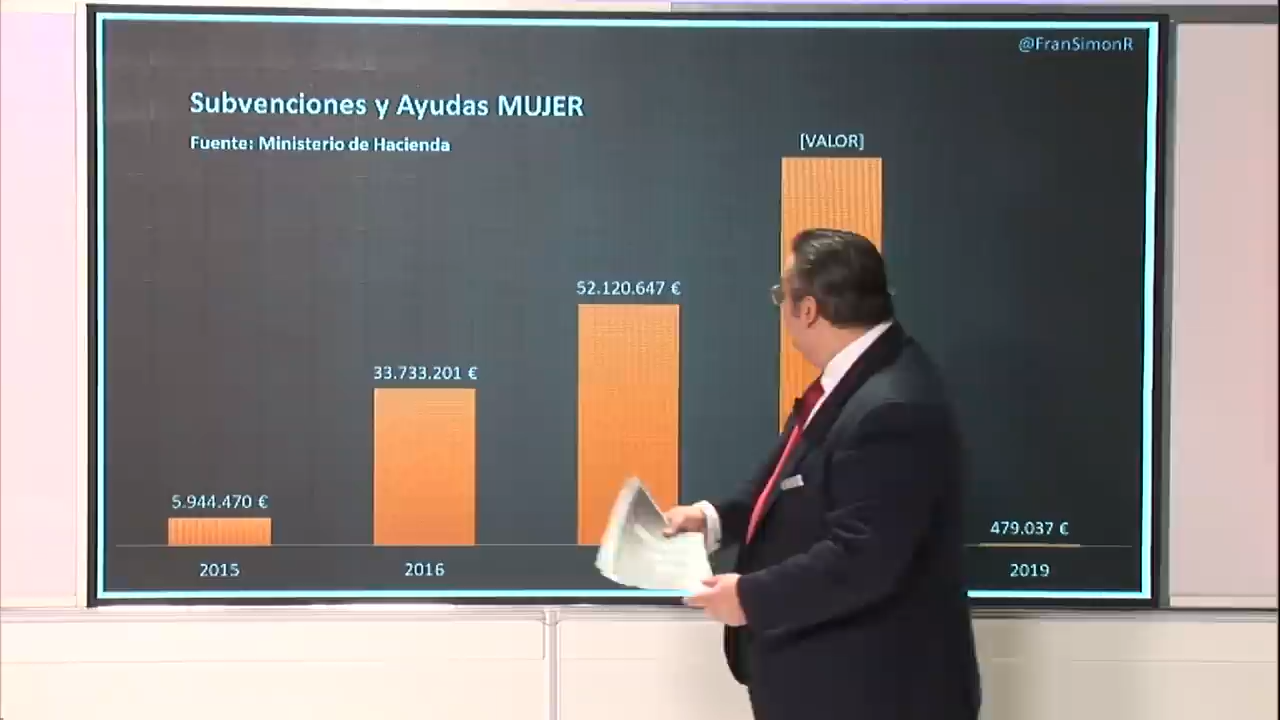 @FranSimonR
Subvenciones y Ayudas MUJER
Fuente: Ministerio de Hacienda
[VALOR]
52.120.647 €
33.733.201 €
5.944.470 €
479.037 €
2015
2016
2019